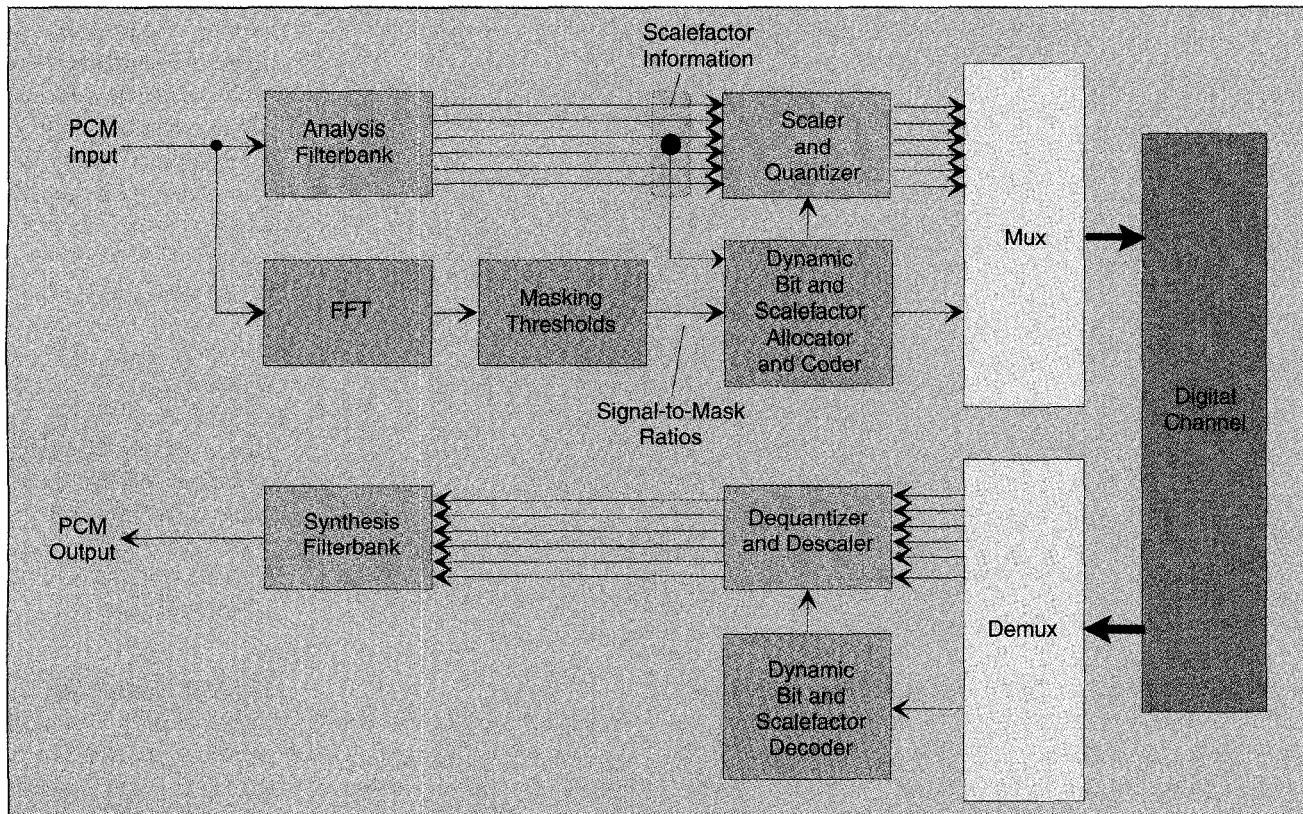 Scalefactor
Information
PCM
Input
Analysis
Filterbank
Scaler
and
Quantizer
Mux
FFT
Masking
Thresholds
Dynamic
Bit and
Scalefactor
Allocator
and Coder
Signal-to-Mask
Ratios
Digital
Channel
PCM
Output
Synthesis
Filterbank
Dequantizer
and Descaler
Demux
Dynamic
Bit and
Scalefactor
Decoder